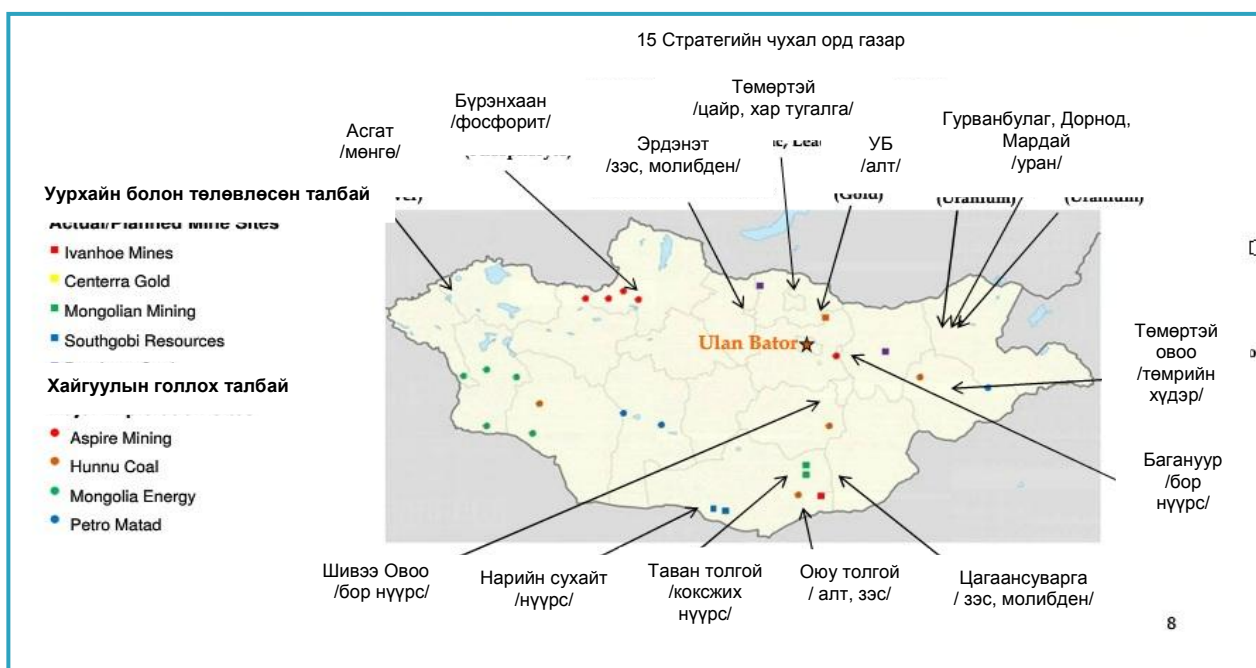 15 Стратегийн чухал орд газар
Төмөртэй
/цайр, хар тугалга/
Бүрэнхаан
/фосфорит/
Асгат
/мөнгө/
Эрдэнэт
/зэс, молибден/
УБ
/алт/
Гурванбулаг, Дорнод,
Мардай
/уран/
(Gold)
(Uranium)
(Uranium)
Уурхайн болон төлөвлөсөн талбай
Actual/Planned Mine Sites
Ivanhoe Mines
Centerra Gold
Mongolian Mining
Southgobi Resources
Хайгуулын голлох талбай
Aspire Mining
Hunnu Coal
Mongolia Energy
Petro Matad
Ulan Bator
Төмөртэй
овоо
/төмрийн
хүдэр/
Багануур
/бор
нүүрс/
Шивээ Овоо
/бор нүүрс/
Нарийн сухайт
/нүүрс/
Таван толгой
/коксжих
нүүрс/
Оюу толгой
/ алт, зэс/
Цагаансуварга
/ зэс, молибден/
8